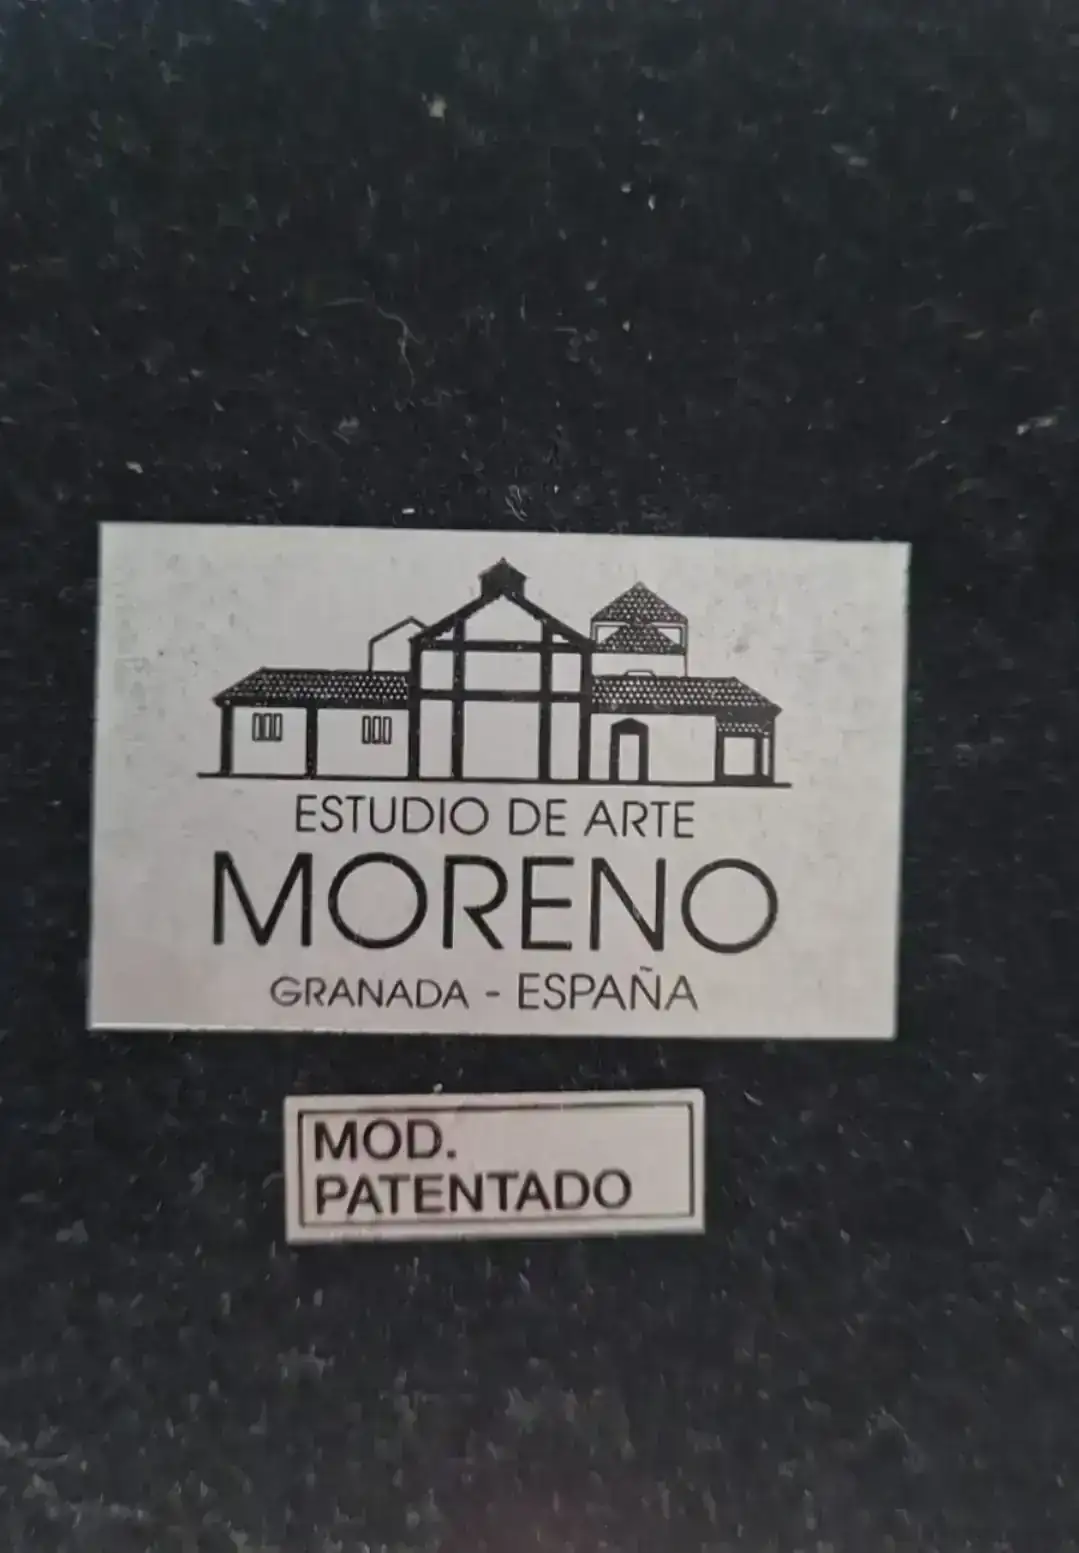 ESTUDIO DE ARTE
MORENO
GRANADA - ESPAÑA
MOD.
PATENTADO